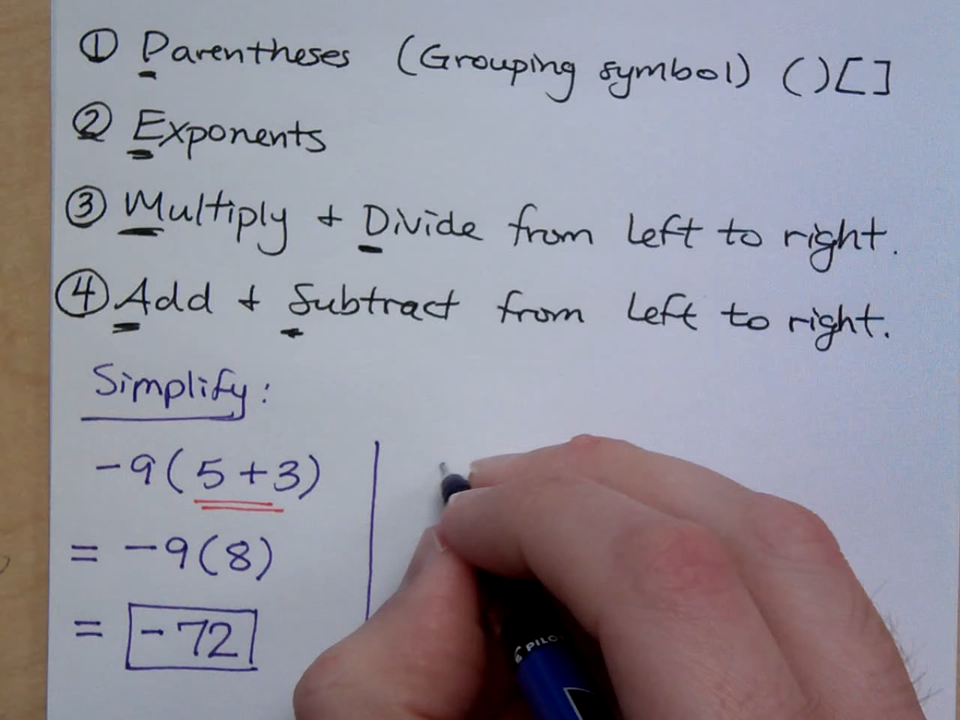 ① Parentheses (Grouping symbol) ()[]
② Exponents
③ Multiply + Divide from left to right.
④ Add + Subtract from left to right.
Simplify:
-9(5+3)
= -9(8)
= -72